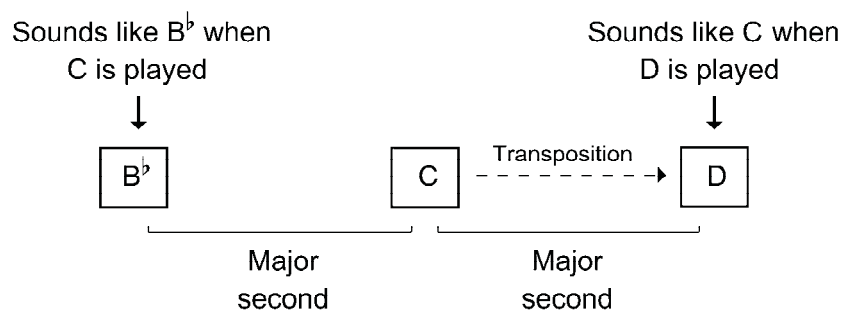 Sounds like B♭ when
C is played
Sounds like C when
D is played
B♭
C
Transposition
D
Major
second
Major
second